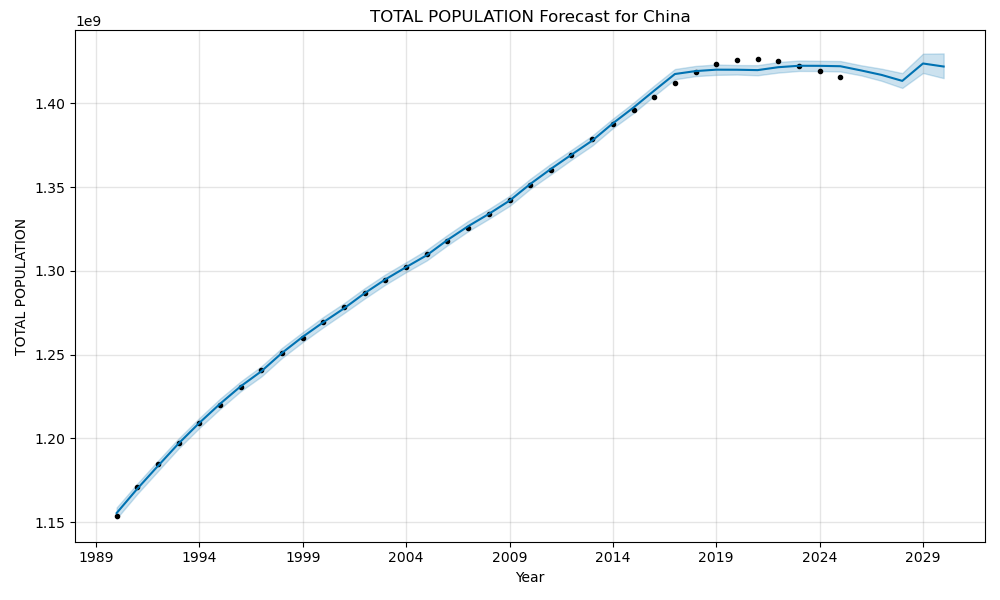 TOTAL POPULATION Forecast for China
1e9
1.40
1.35
1.30
1.25
1.20
1.15
TOTAL POPULATION
1989 1994 1999 2004 2009 2014 2019 2024 2029
Year